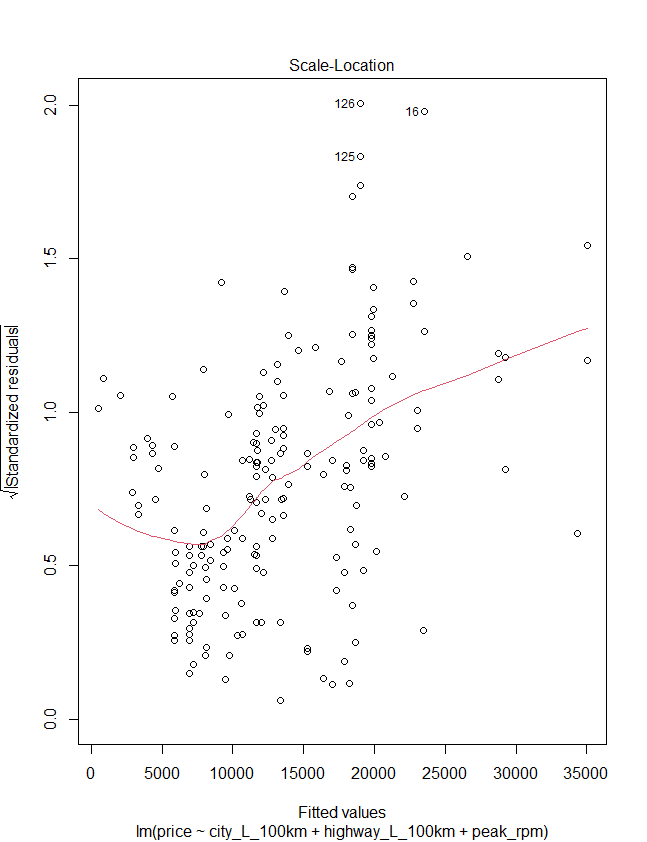 Scale-Location
2.0
1.5
1.0
0.5
0.0
√|Standardized residuals|
126
16
125
0 5000 10000 15000 20000 25000 30000 35000
Fitted values
lm(price ~ city_L_100km + highway_L_100km + peak_rpm)